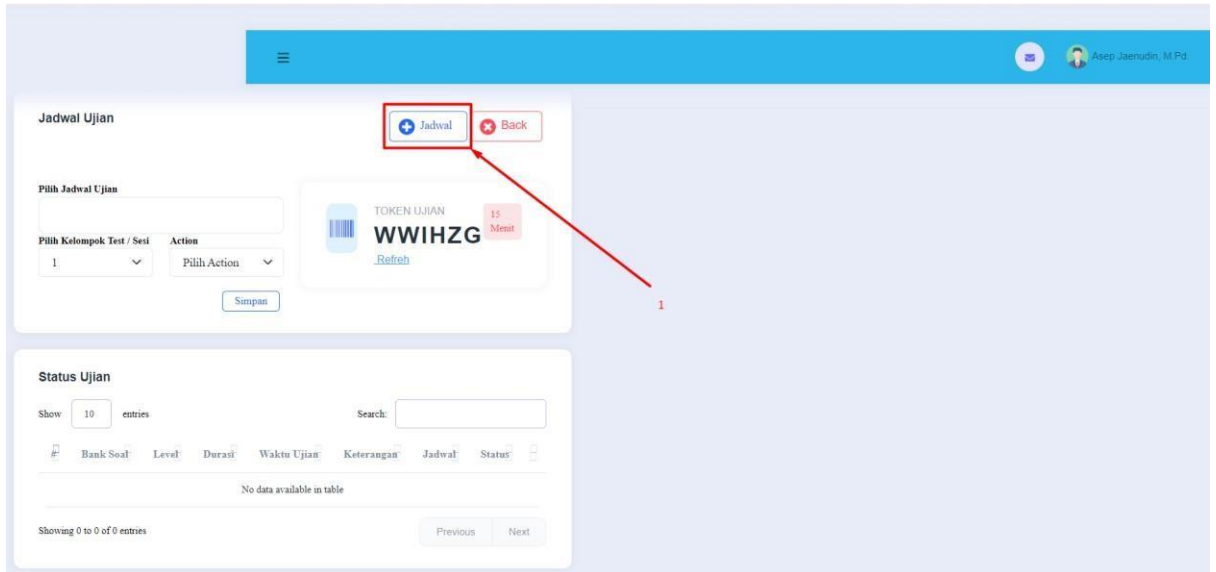 Asep Jaenudin, M.Pd.
Jadwal Ujian
Jadwal
Back
Pilih Jadwal Ujian
Pilih Kelompok Test / Sesi
Action
1
Pilih Action
Simpan
TOKEN UJIAN
WWIHZG
15
Menit
Refreh
1
Status Ujian
Show 10 entries
Search:
# Bank Soal Level Durasi Waktu Ujian Keterangan Jadwal Status
No data available in table
Showing 0 to 0 of 0 entries
Previous Next